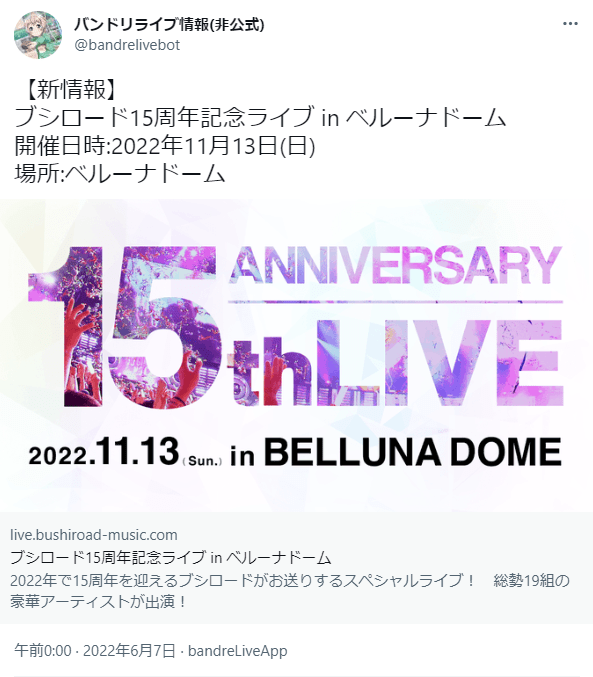 バンドリライブ情報(非公式)
@bandrelivebot
【新情報】
ブシロード15周年記念ライブ in ベルーナドーム
開催日時:2022年11月13日(日)
場所:ベルーナドーム
15th
ANNIVERSARY
LIVE
2022.11.13(Sun.) in BELLUNA DOME
live.bushiroad-music.com
ブシロード15周年記念ライブ in ベルーナドーム
2022年で15周年を迎えるブシロードがお送りするスペシャルライブ！　総勢19組の
豪華アーティストが出演！
午前0:00 · 2022年6月7日 · bandreLiveApp